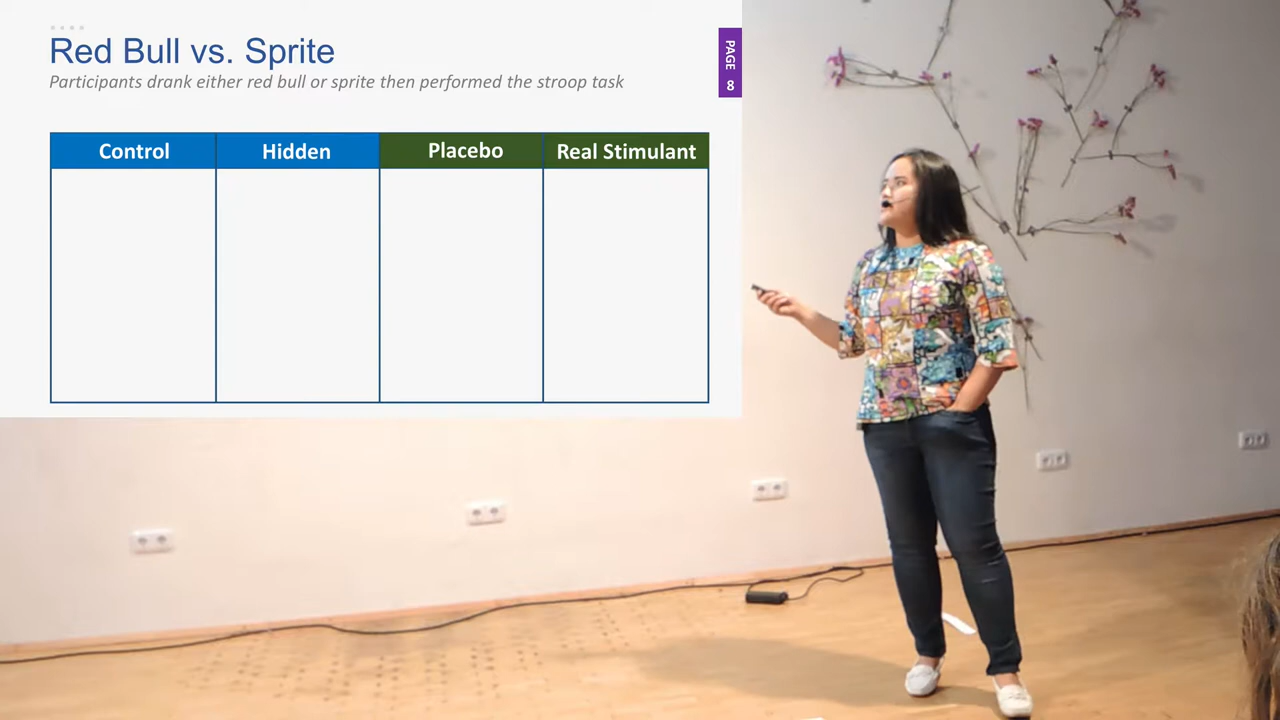 Red Bull vs. Sprite
Participants drank either red bull or sprite then performed the stroop task
PAGE 8
Control Hidden Placebo Real Stimulant